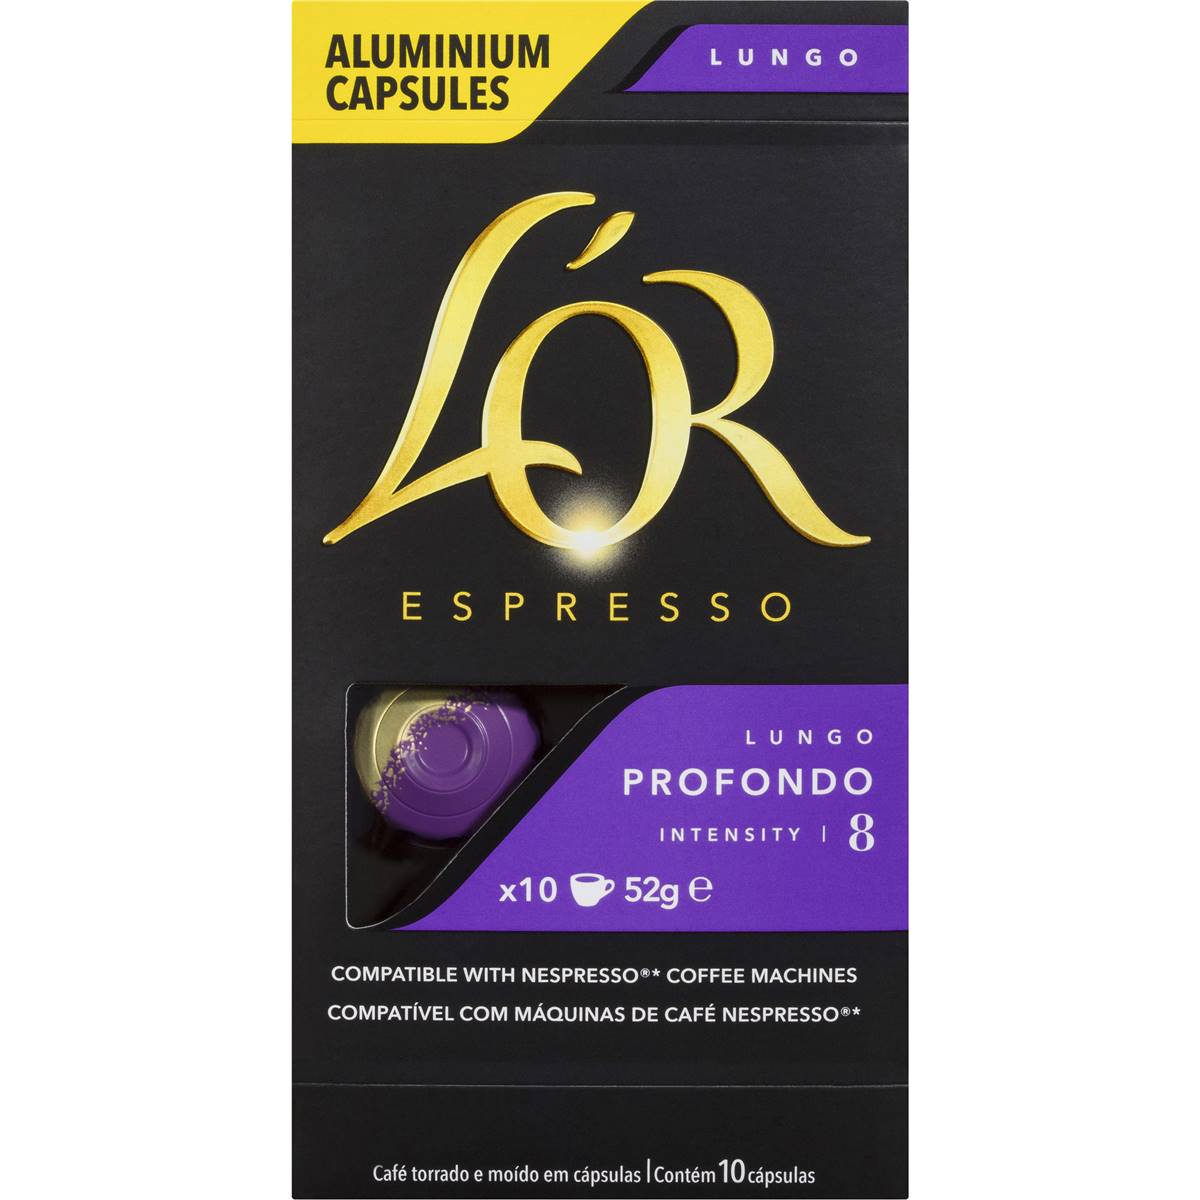 ALUMINIUM
CAPSULES
LUNGO
L'OR
ESPRESSO
LUNGO
PROFONDO
INTENSITY | 8
x10 52g ℮
COMPATIBLE WITH NESPRESSO®* COFFEE MACHINES
COMPATÍVEL COM MÁQUINAS DE CAFÉ NESPRESSO®*
Café torrado e moído em cápsulas | Contém 10 cápsulas